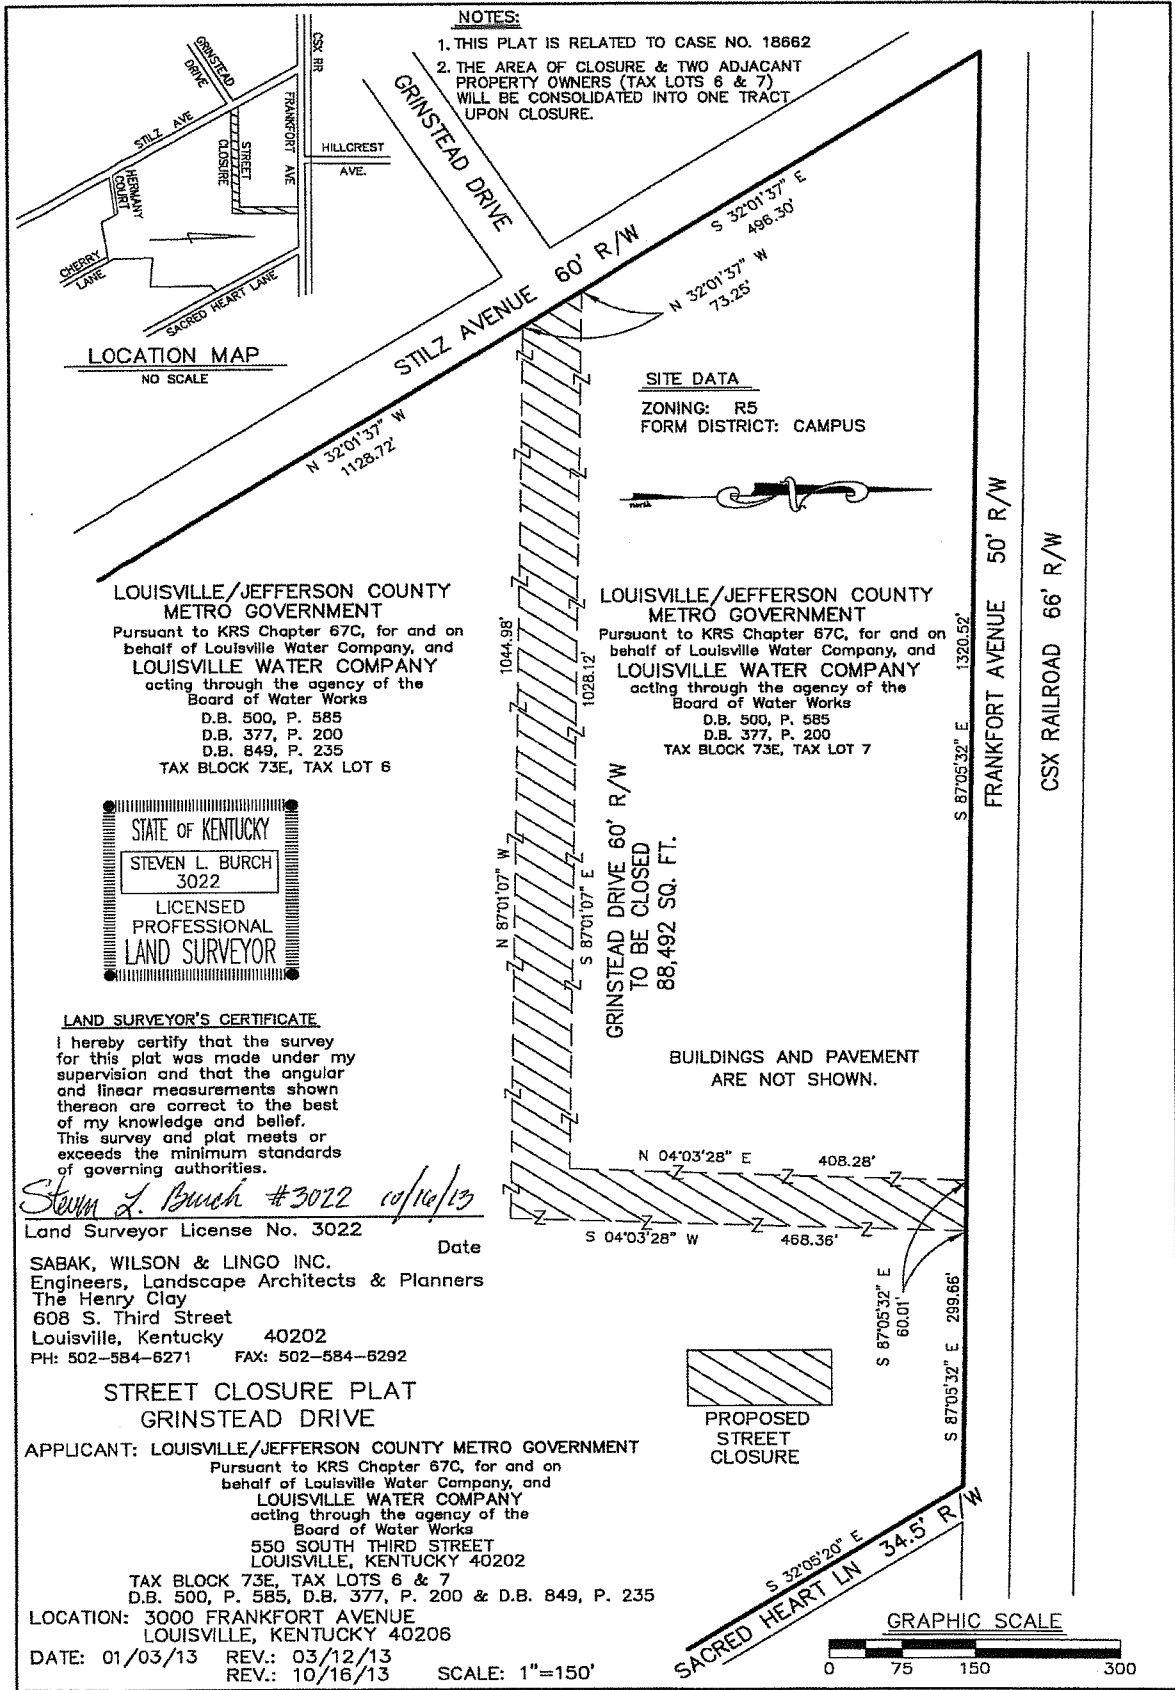 NOTES:
1. THIS PLAT IS RELATED TO CASE NO. 18662
2. THE AREA OF CLOSURE & TWO ADJACANT
PROPERTY OWNERS (TAX LOTS 6 & 7)
WILL BE CONSOLIDATED INTO ONE TRACT
UPON CLOSURE.
GRINSTEAD
DRIVE
CSX RR
STILZ AVE
FRANKFORT AVE
STREET
CLOSURE
HILLCREST
AVE.
HERMANY
COURT
CHERRY
LANE
SACRED HEART LANE
LOCATION MAP
NO SCALE
GRINSTEAD DRIVE
STILZ AVENUE 60' R/W
S 32°01'37" E
496.30'
N 32°01'37" W
73.25'
N 32°01'37" W
1128.72'
SITE DATA
ZONING: R5
FORM DISTRICT: CAMPUS
north
FRANKFORT AVENUE 50' R/W
CSX RAILROAD 66' R/W
LOUISVILLE/JEFFERSON COUNTY
METRO GOVERNMENT
Pursuant to KRS Chapter 67C, for and on
behalf of Louisville Water Company, and
LOUISVILLE WATER COMPANY
acting through the agency of the
Board of Water Works
D.B. 500, P. 585
D.B. 377, P. 200
D.B. 849, P. 235
TAX BLOCK 73E, TAX LOT 6
1044.98'
N 87°01'07" W
1028.12'
S 87°01'07" E
LOUISVILLE/JEFFERSON COUNTY
METRO GOVERNMENT
Pursuant to KRS Chapter 67C, for and on
behalf of Louisville Water Company, and
LOUISVILLE WATER COMPANY
acting through the agency of the
Board of Water Works
D.B. 500, P. 585
D.B. 377, P. 200
TAX BLOCK 73E, TAX LOT 7
S 87°05'32" E 1320.52'
GRINSTEAD DRIVE 60' R/W
TO BE CLOSED
88,492 SQ. FT.
STATE OF KENTUCKY
STEVEN L. BURCH
3022
LICENSED
PROFESSIONAL
LAND SURVEYOR
LAND SURVEYOR'S CERTIFICATE
I hereby certify that the survey
for this plat was made under my
supervision and that the angular
and linear measurements shown
thereon are correct to the best
of my knowledge and belief.
This survey and plat meets or
exceeds the minimum standards
of governing authorities.
Steven L. Burch #3022 10/16/13
Land Surveyor License No. 3022
Date
BUILDINGS AND PAVEMENT
ARE NOT SHOWN.
N 04°03'28" E 408.28'
S 04°03'28" W 468.36'
S 87°05'32" E
60.01'
S 87°05'32" E 299.66'
SABAK, WILSON & LINGO INC.
Engineers, Landscape Architects & Planners
The Henry Clay
608 S. Third Street
Louisville, Kentucky 40202
PH: 502-584-6271 FAX: 502-584-6292
PROPOSED
STREET
CLOSURE
STREET CLOSURE PLAT
GRINSTEAD DRIVE
APPLICANT: LOUISVILLE/JEFFERSON COUNTY METRO GOVERNMENT
Pursuant to KRS Chapter 67C, for and on
behalf of Louisville Water Company, and
LOUISVILLE WATER COMPANY
acting through the agency of the
Board of Water Works
550 SOUTH THIRD STREET
LOUISVILLE, KENTUCKY 40202
TAX BLOCK 73E, TAX LOTS 6 & 7
D.B. 500, P. 585, D.B. 377, P. 200 & D.B. 849, P. 235
LOCATION: 3000 FRANKFORT AVENUE
LOUISVILLE, KENTUCKY 40206
DATE: 01/03/13 REV.: 03/12/13
REV.: 10/16/13 SCALE: 1"=150'
S 32°05'20" E
SACRED HEART LN 34.5' R/W
GRAPHIC SCALE
0 75 150 300